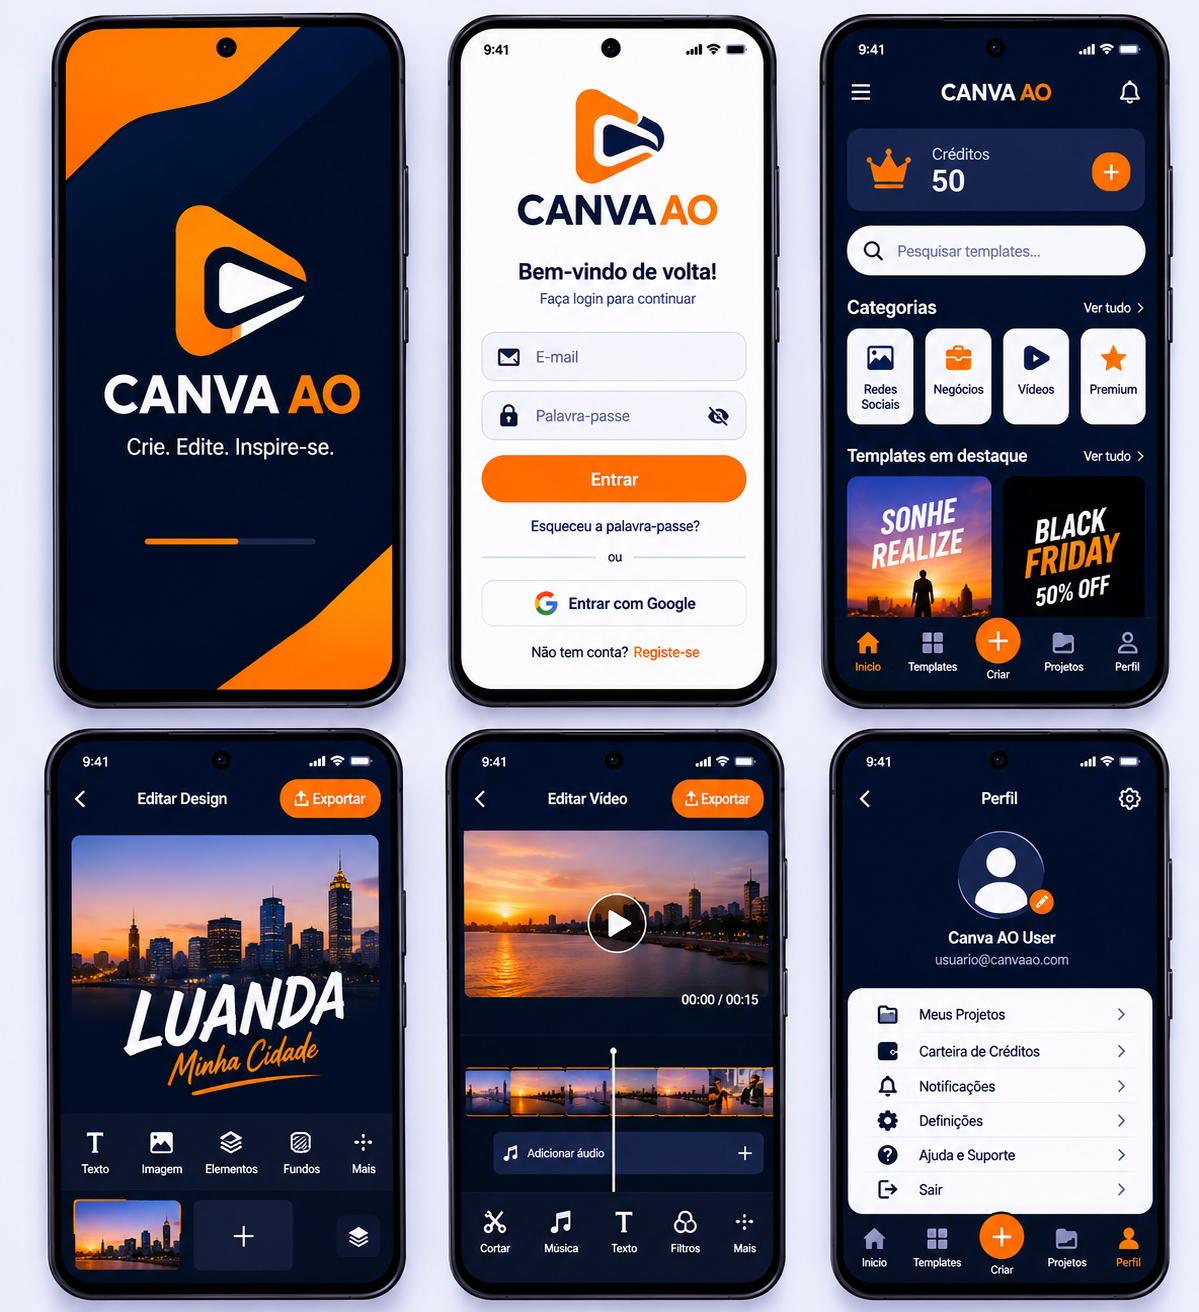 CANVA AO
Crie. Edite. Inspire-se.
9:41
CANVA AO
Bem-vindo de volta!
Faça login para continuar
E-mail
Palavra-passe
Entrar
Esqueceu a palavra-passe?
ou
Entrar com Google
Não tem conta? Registe-se
9:41
CANVA AO
Créditos
50
Pesquisar templates...
Categorias
Ver tudo
Redes
Sociais
Negócios
Vídeos
Premium
Templates em destaque
Ver tudo
SONHE
REALIZE
BLACK
FRIDAY
50% OFF
Inicio
Templates
Criar
Projetos
Perfil
9:41
Editar Design
Exportar
LUANDA
Minha Cidade
Texto
Imagem
Elementos
Fundos
Mais
9:41
Editar Vídeo
Exportar
00:00 / 00:15
Adicionar áudio
Cortar
Música
Texto
Filtros
Mais
9:41
Perfil
Canva AO User
usuario@canvaao.com
Meus Projetos
Carteira de Créditos
Notificações
Definições
Ajuda e Suporte
Sair
Inicio
Templates
Criar
Projetos
Perfil